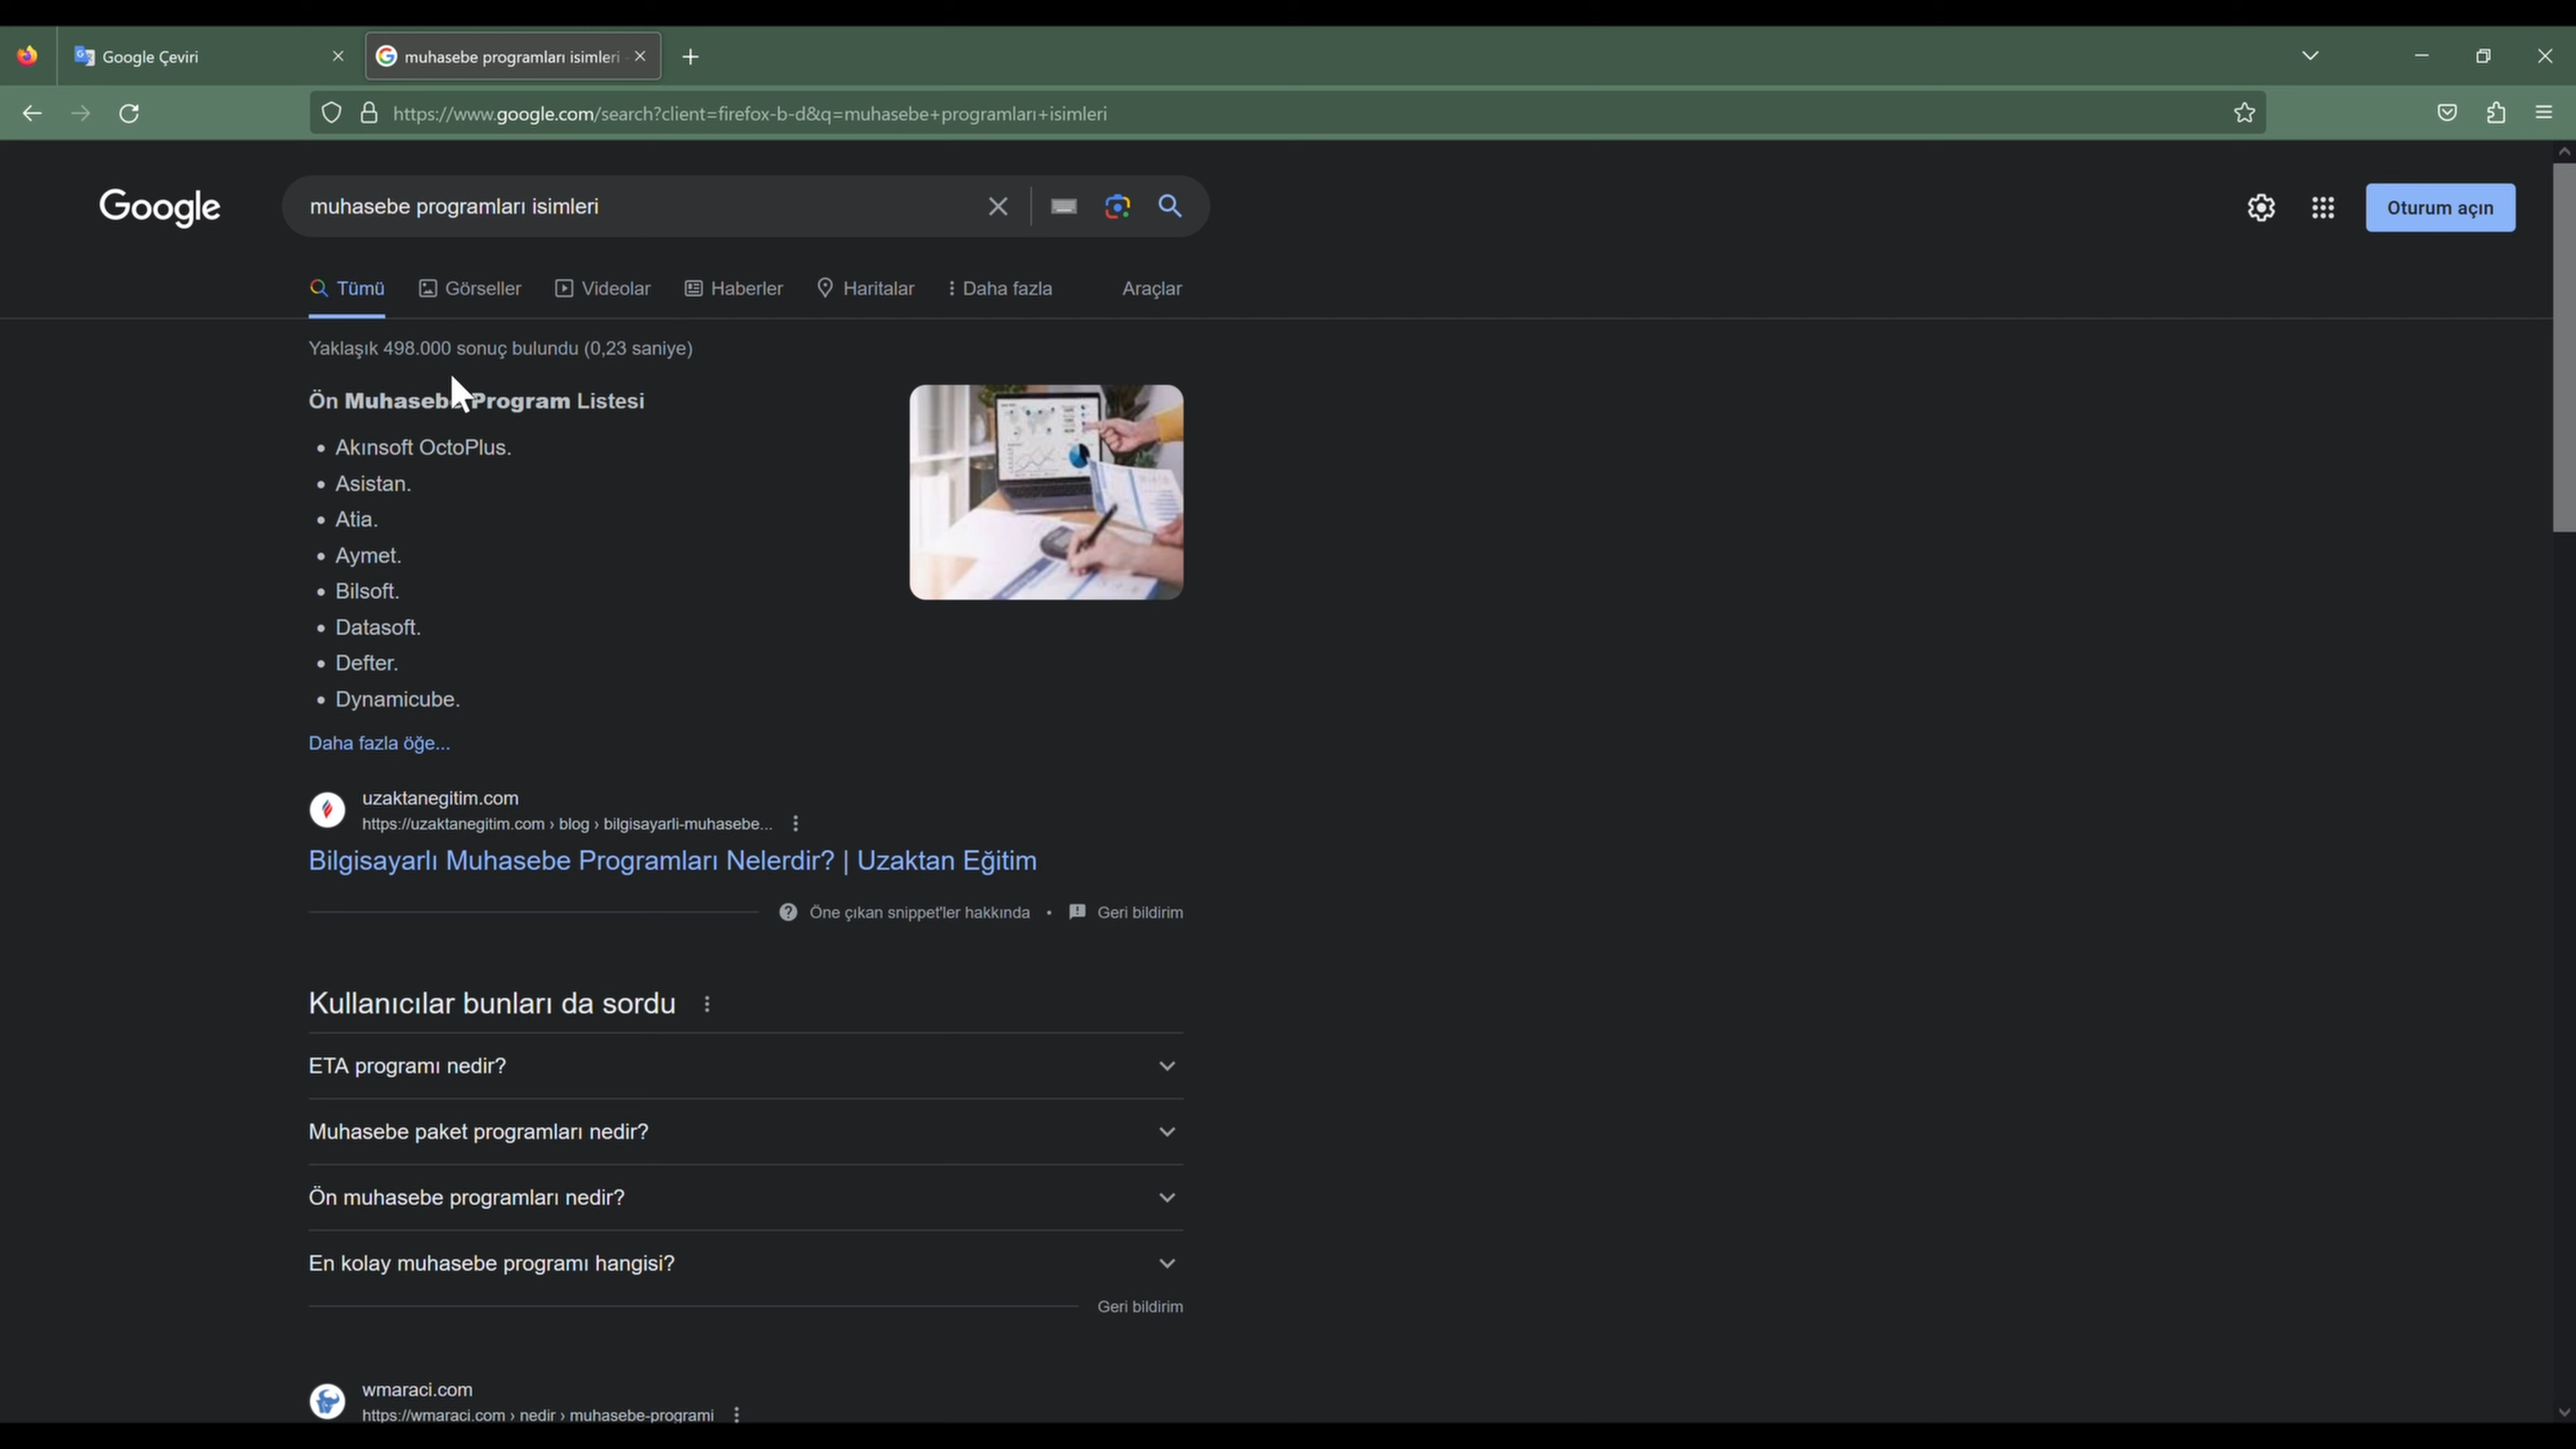 Google Çeviri
muhasebe programları isimleri
https://www.google.com/search?client=firefox-b-d&q=muhasebe+programları+isimleri
Google
muhasebe programları isimleri
Oturum açın
Tümü Görseller Videolar Haberler Haritalar Daha fazla Araçlar
Yaklaşık 498.000 sonuç bulundu (0,23 saniye)
Ön Muhasebe Program Listesi
Akınsoft OctoPlus.
Asistan.
Atia.
Aymet.
Bilsoft.
Datasoft.
Defter.
Dynamicube.
Daha fazla öğe...
uzaktanegitim.com
https://uzaktanegitim.com › blog › bilgisayarli-muhasebe...
Bilgisayarlı Muhasebe Programları Nelerdir? | Uzaktan Eğitim
Öne çıkan snippet'ler hakkında • Geri bildirim
Kullanıcılar bunları da sordu
ETA programı nedir?
Muhasebe paket programları nedir?
Ön muhasebe programları nedir?
En kolay muhasebe programı hangisi?
Geri bildirim
wmaraci.com
https://wmaraci.com › nedir › muhasebe-programi